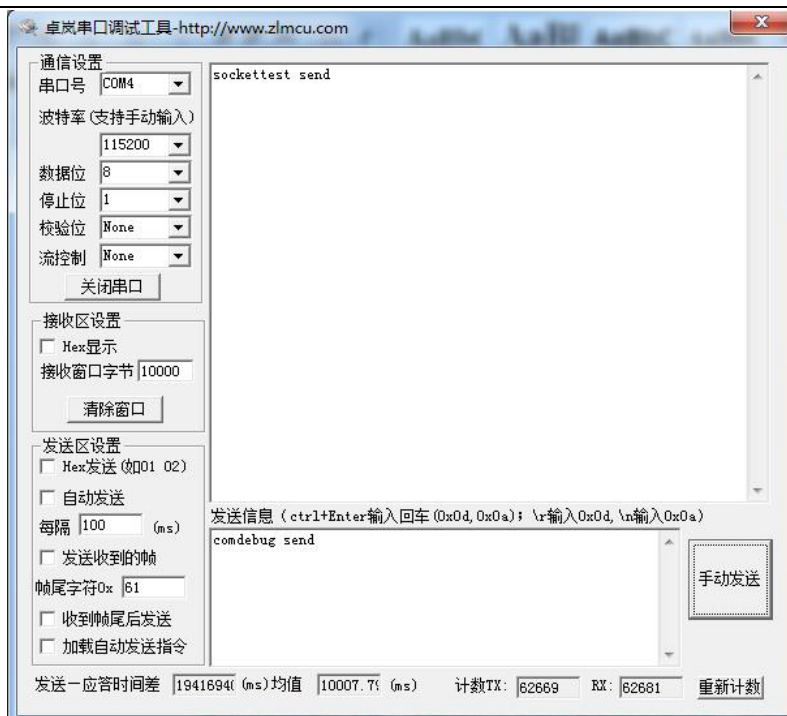 卓岚串口调试工具-http://www.zlmcu.com
通信设置
串口号 COM4
波特率(支持手动输入)
115200
数据位 8
停止位 1
校验位 None
流控制 None
关闭串口
接收区设置
Hex显示
接收窗口字节 10000
清除窗口
发送区设置
Hex发送(如01 02)
自动发送
每隔 100 (ms)
发送收到的帧
帧尾字符0x 61
收到帧尾后发送
加载自动发送指令
sockettest send
发送信息（ctrl+Enter输入回车(0x0d,0x0a)；\r输入0x0d,\n输入0x0a)
comdebug send
手动发送
发送一应答时间差 1941694( (ms)均值 10007.79 (ms) 计数TX: 62669 RX: 62681 重新计数